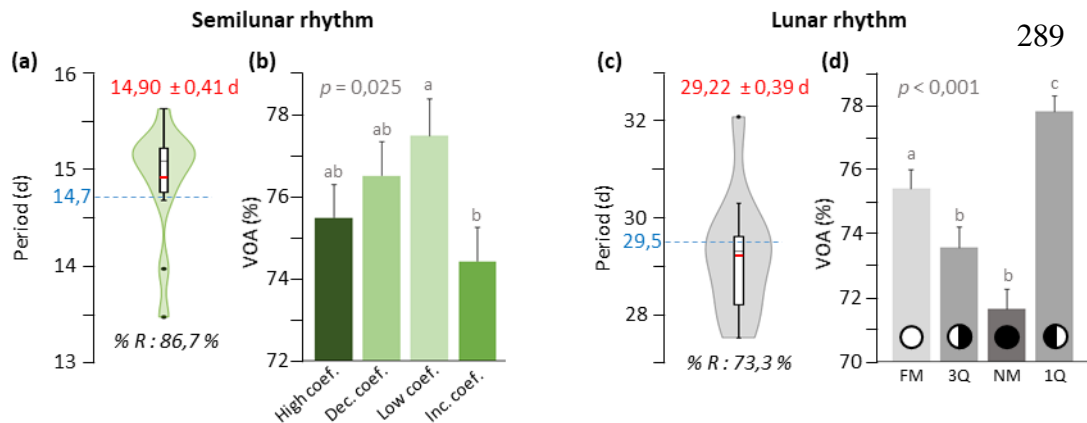 Semilunar rhythm
Lunar rhythm
289
(a)
16
15
14
13
Period (d)
14,7
14,90 ± 0,41 d
% R : 86,7 %
(b)
78
76
74
72
VOA (%)
p = 0,025
ab
ab
a
b
High coef.
Dec. coef.
Low coef.
Inc. coef.
(c)
32
30
28
Period (d)
29,5
29,22 ± 0,39 d
% R : 73,3 %
(d)
78
76
74
72
70
VOA (%)
p < 0,001
a
b
b
c
FM
3Q
NM
1Q